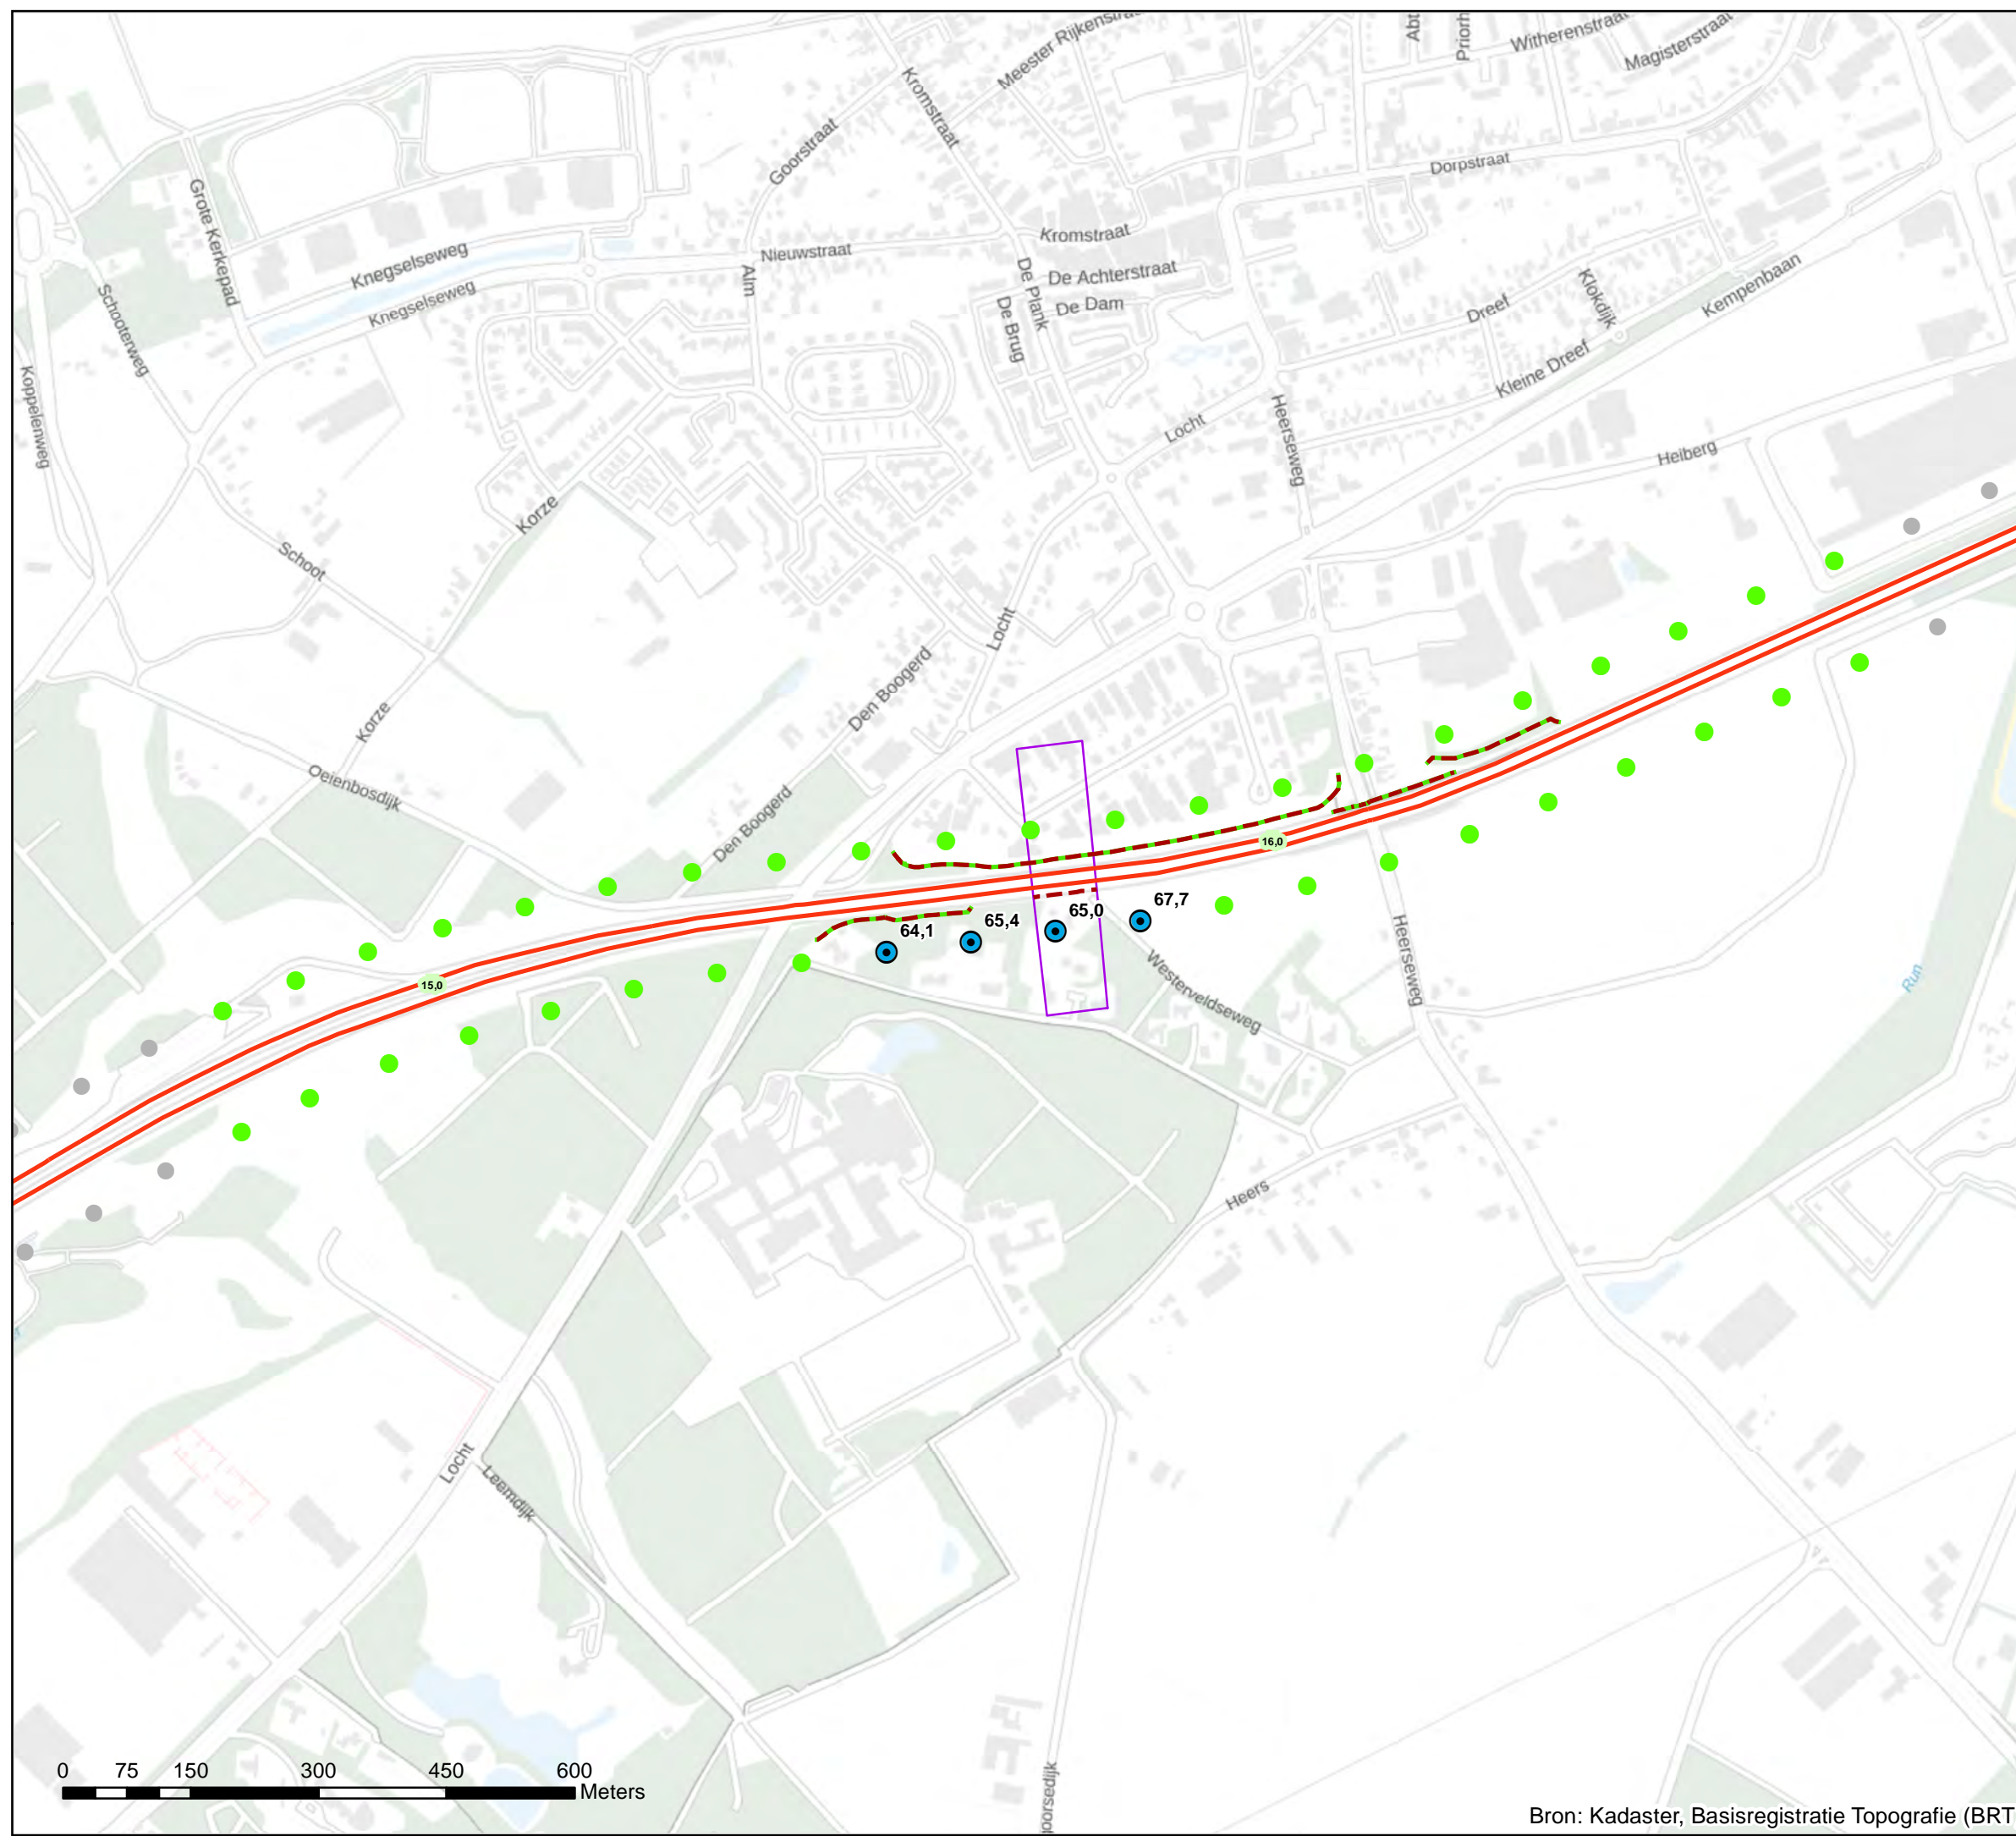 Meester Rijkenstra
Kromstraat
Abt
Priorh
Witherenstraat
Magisterstraat
Goorstraat
Dorpstraat
Grote Kerkepad
Knegselseweg
Knegselseweg
Nieuwstraat
Alm
Kromstraat
De Achterstraat
De Dam
De Plank
De Brug
Schooterweg
Koppelenweg
Klokdijk
Dreef
Kempenbaan
Kleine Dreef
Heerseweg
Locht
Heiberg
Korze
Schoot
Locht
Den Boogerd
Korze
Oeienbosdijk
Den Boogerd
16,0
15,0
64,1
65,4
65,0
67,7
Westerveldseweg
Heerseweg
Run
Heers
Locht
Leemdijk
oorsedijk
0 75 150 300 450 600
Meters
Bron: Kadaster, Basisregistratie Topografie (BRT